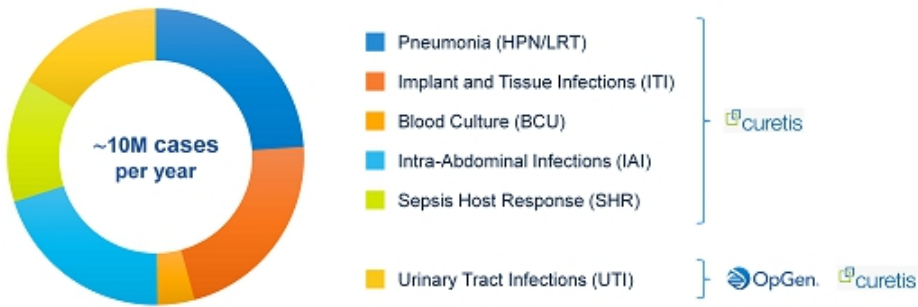 ~10M cases
per year
Pneumonia (HPN/LRT)
Implant and Tissue Infections (ITI)
Blood Culture (BCU)
Intra-Abdominal Infections (IAI)
Sepsis Host Response (SHR)
curetis
Urinary Tract Infections (UTI)
OpGen. curetis